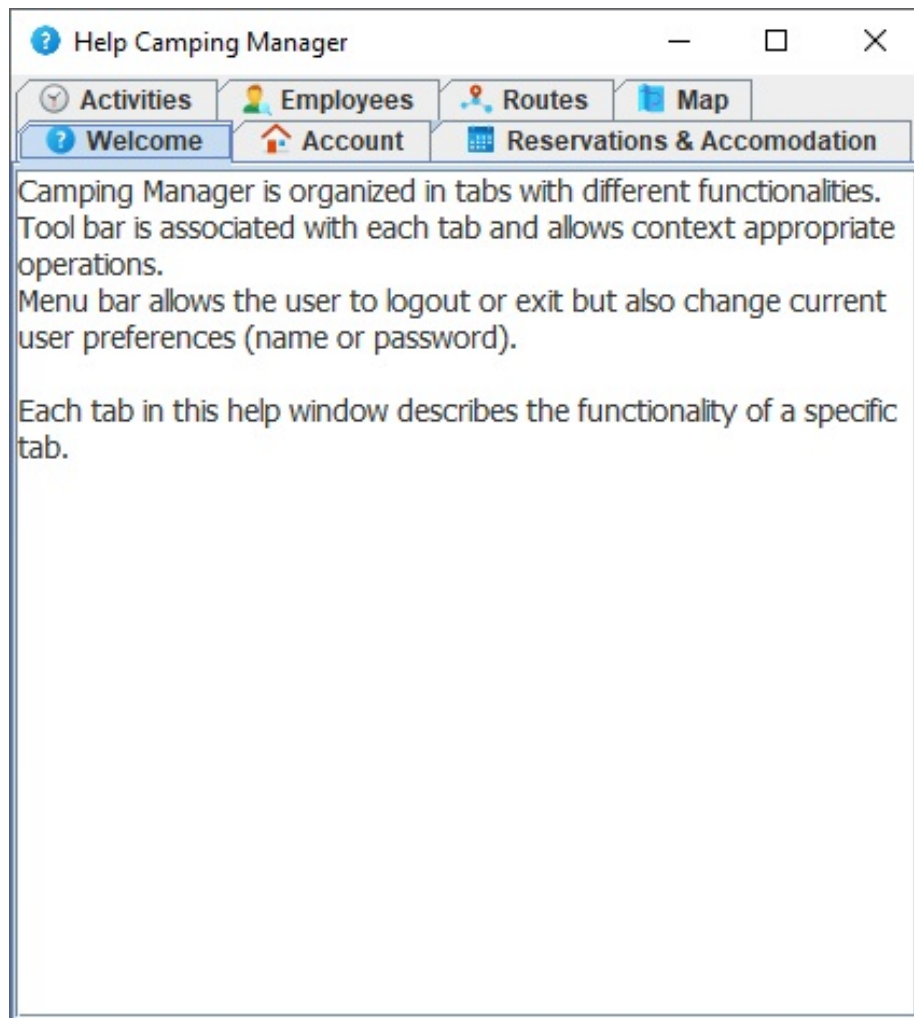 Help Camping Manager
Activities Employees Routes Map
Welcome Account Reservations & Accomodation
Camping Manager is organized in tabs with different functionalities.
Tool bar is associated with each tab and allows context appropriate
operations.
Menu bar allows the user to logout or exit but also change current
user preferences (name or password).
Each tab in this help window describes the functionality of a specific
tab.